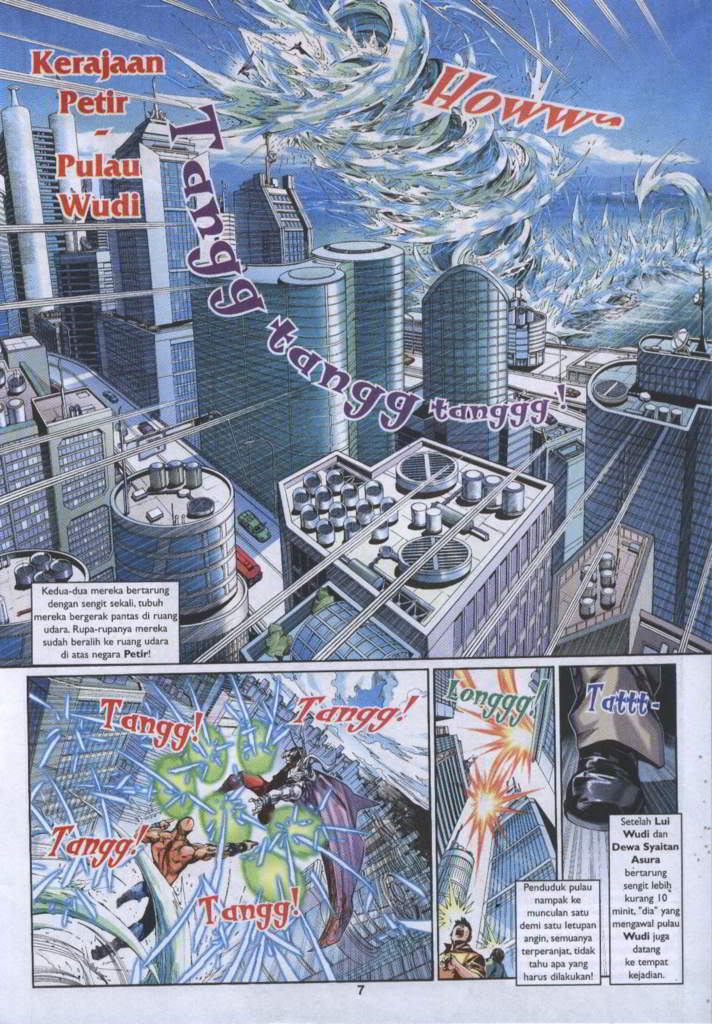 Kerajaan
Petir
-
Pulau
Wudi
Howw
Tangg tangg tanggg !
Kedua-dua mereka bertarung
dengan sengit sekali, tubuh
mereka bergerak pantas di ruang
udara. Rupa-rupanya mereka
sudah beralih ke ruang udara
di atas negara Petir!
Tangg!
Tangg!
Tangg!
Tangg!
Longgg!
Penduduk pulau
nampak ke
munculan satu
demi satu letupan
angin, semuanya
terperanjat, tidak
tahu apa yang
harus dilakukan!
Tattt-
Setelah Lui
Wudi dan
Dewa Syaitan
Asura
bertarung
sengit lebih
kurang 10
minit, "dia" yang
mengawal pulau
Wudi juga
datang
ke tempat
kejadian.
7